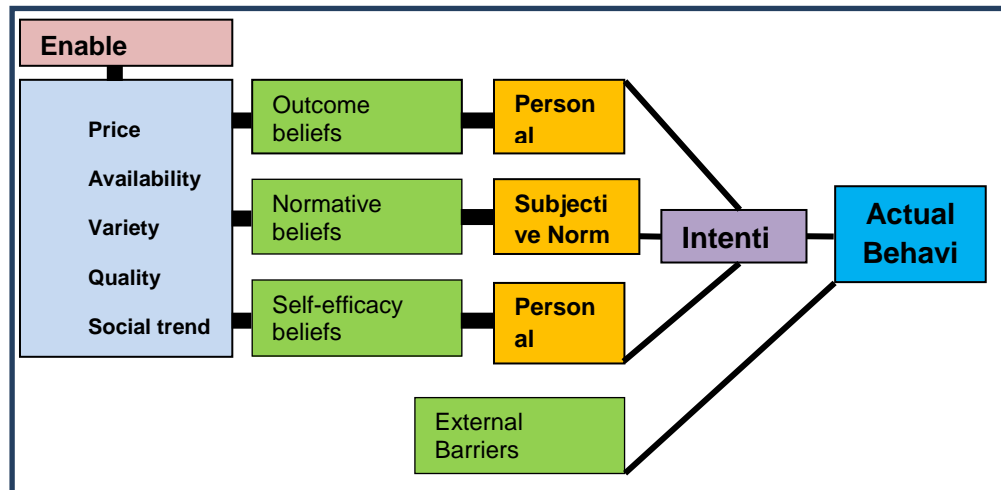 Enable
Price
Availability
Variety
Quality
Social trend
Outcome
beliefs
Normative
beliefs
Self-efficacy
beliefs
Person
al
Subjecti
ve Norm
Person
al
Intenti
Actual
Behavi
External
Barriers